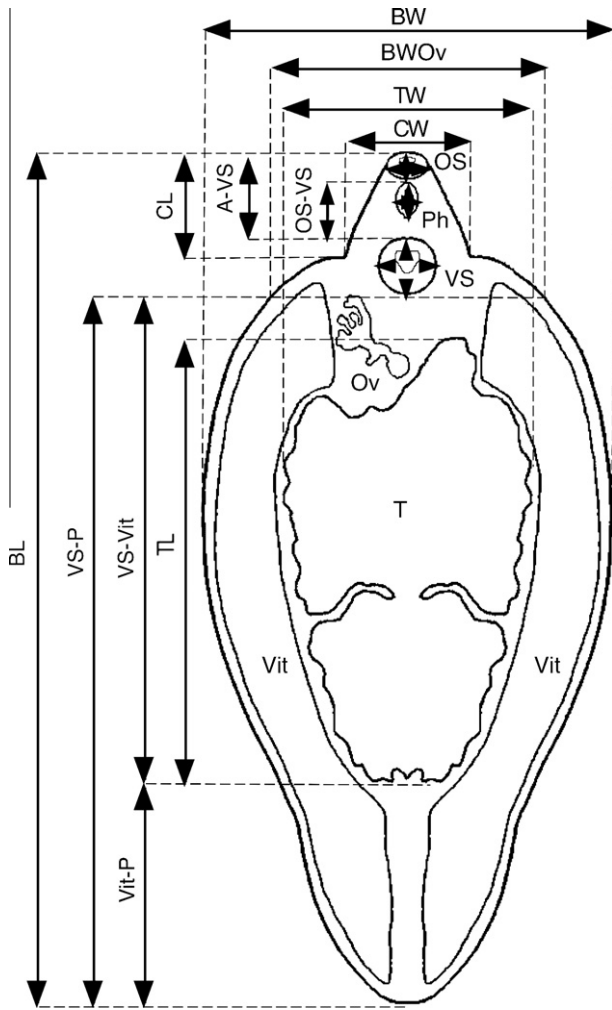 BW
BWOv
TW
CW
OS
CL
A-VS
OS-VS
Ph
VS
Ov
BL
VS-P
VS-Vit
TL
T
Vit
Vit
Vit-P